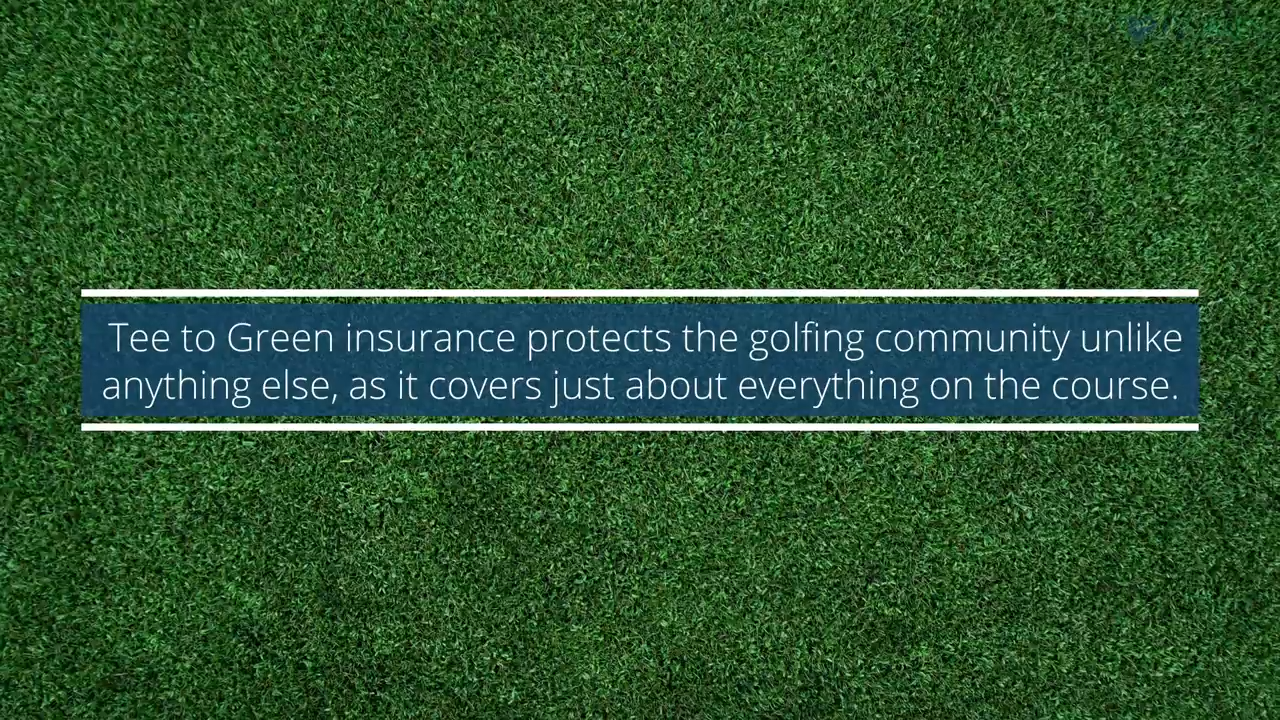 Tee to Green insurance protects the golfing community unlike
anything else, as it covers just about everything on the course.